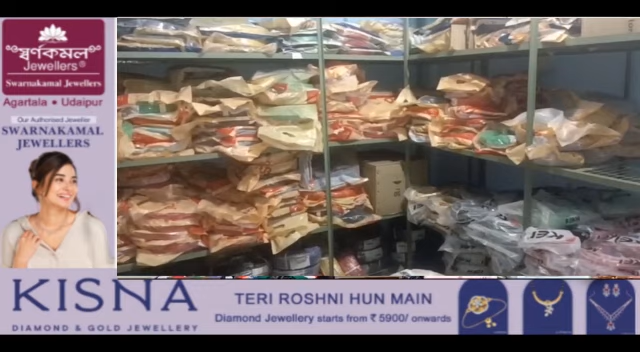 স্বর্ণকমল
Jewellers®
Swarnakamal Jewellers
Agartala • Udaipur
Our Authorised Jeweller
SWARNAKAMAL
JEWELLERS
KISNA
DIAMOND & GOLD JEWELLERY
TERI ROSHNI HUN MAIN
Diamond Jewellery starts from ₹ 5900/ onwards